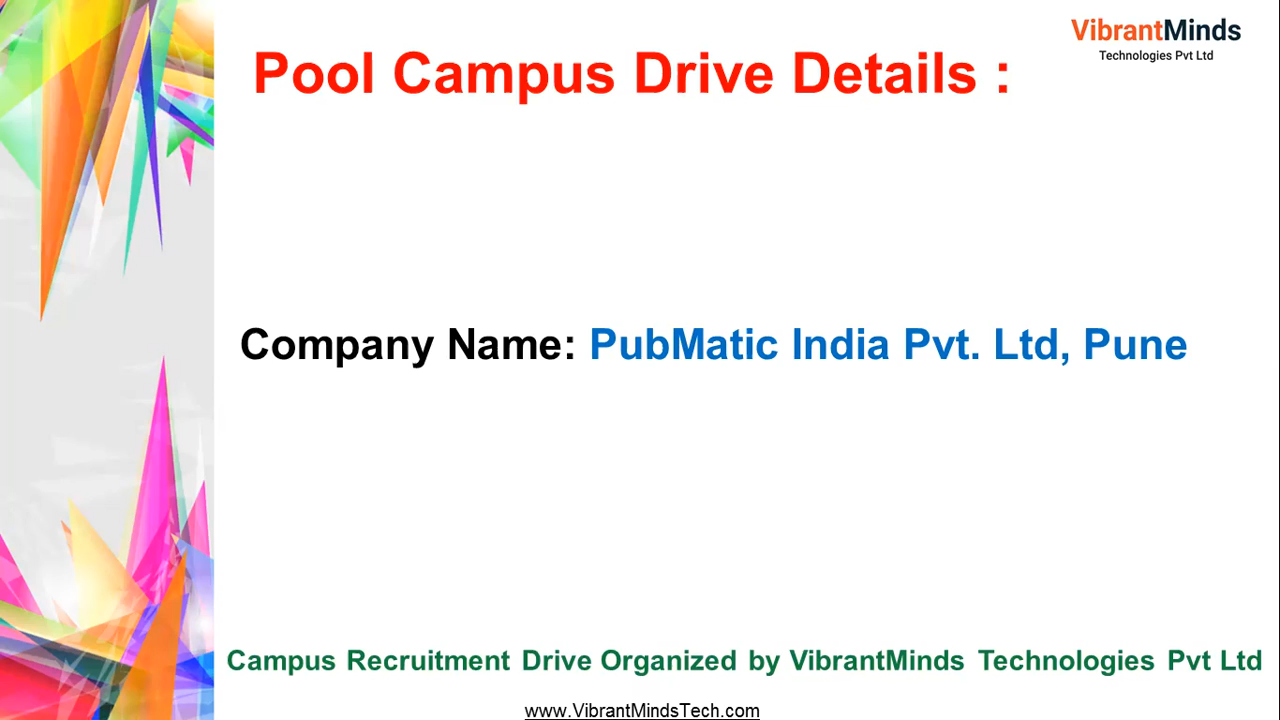 VibrantMinds
Technologies Pvt Ltd
Pool Campus Drive Details :
Company Name: PubMatic India Pvt. Ltd, Pune
Campus Recruitment Drive Organized by VibrantMinds Technologies Pvt Ltd
www.VibrantMindsTech.com